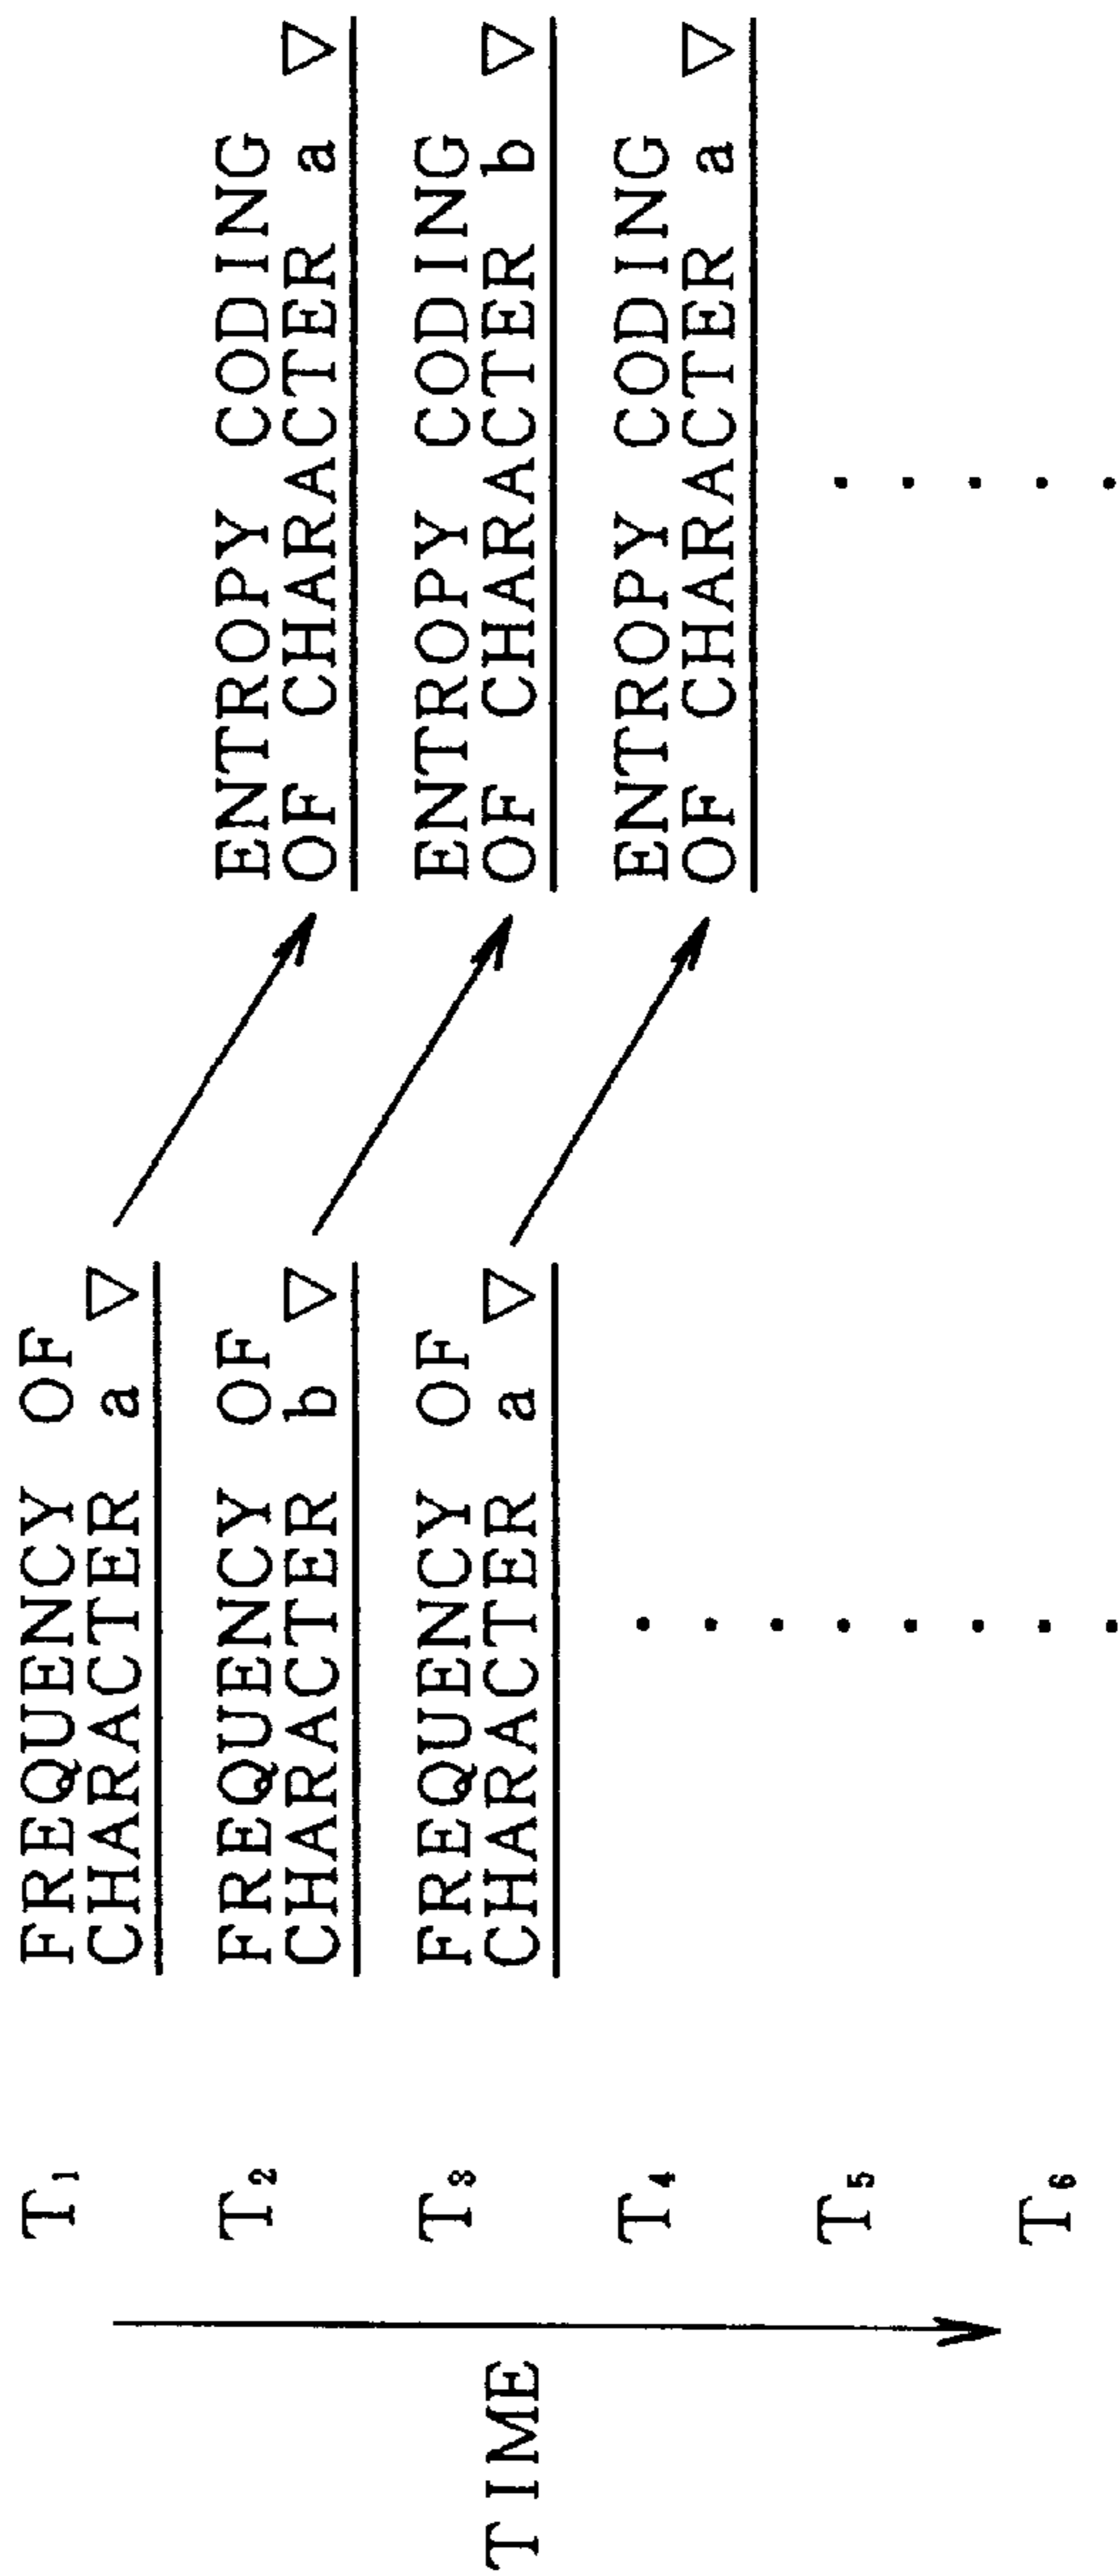 TIME
T₁
FREQUENCY OF
CHARACTER a ▽
T₂
FREQUENCY OF
CHARACTER b ▽
ENTROPY CODING
OF CHARACTER a ▽
T₃
FREQUENCY OF
CHARACTER a ▽
ENTROPY CODING
OF CHARACTER b ▽
T₄
ENTROPY CODING
OF CHARACTER a ▽
T₅
T₆